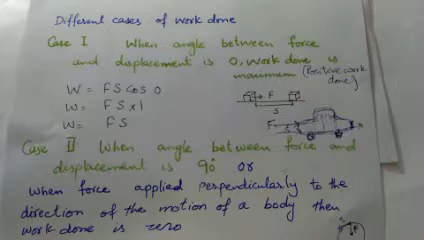 Different cases of work done
Case I When angle between force
and displacement is 0, work done is
maximum (Positive work
done)
W = FS Cos 0
W = FS x 1
W = FS
F
S
F
Case II When angle between force and
displacement is 90° or
When force applied perpendicularly to the
direction of the motion of a body then
work done is zero